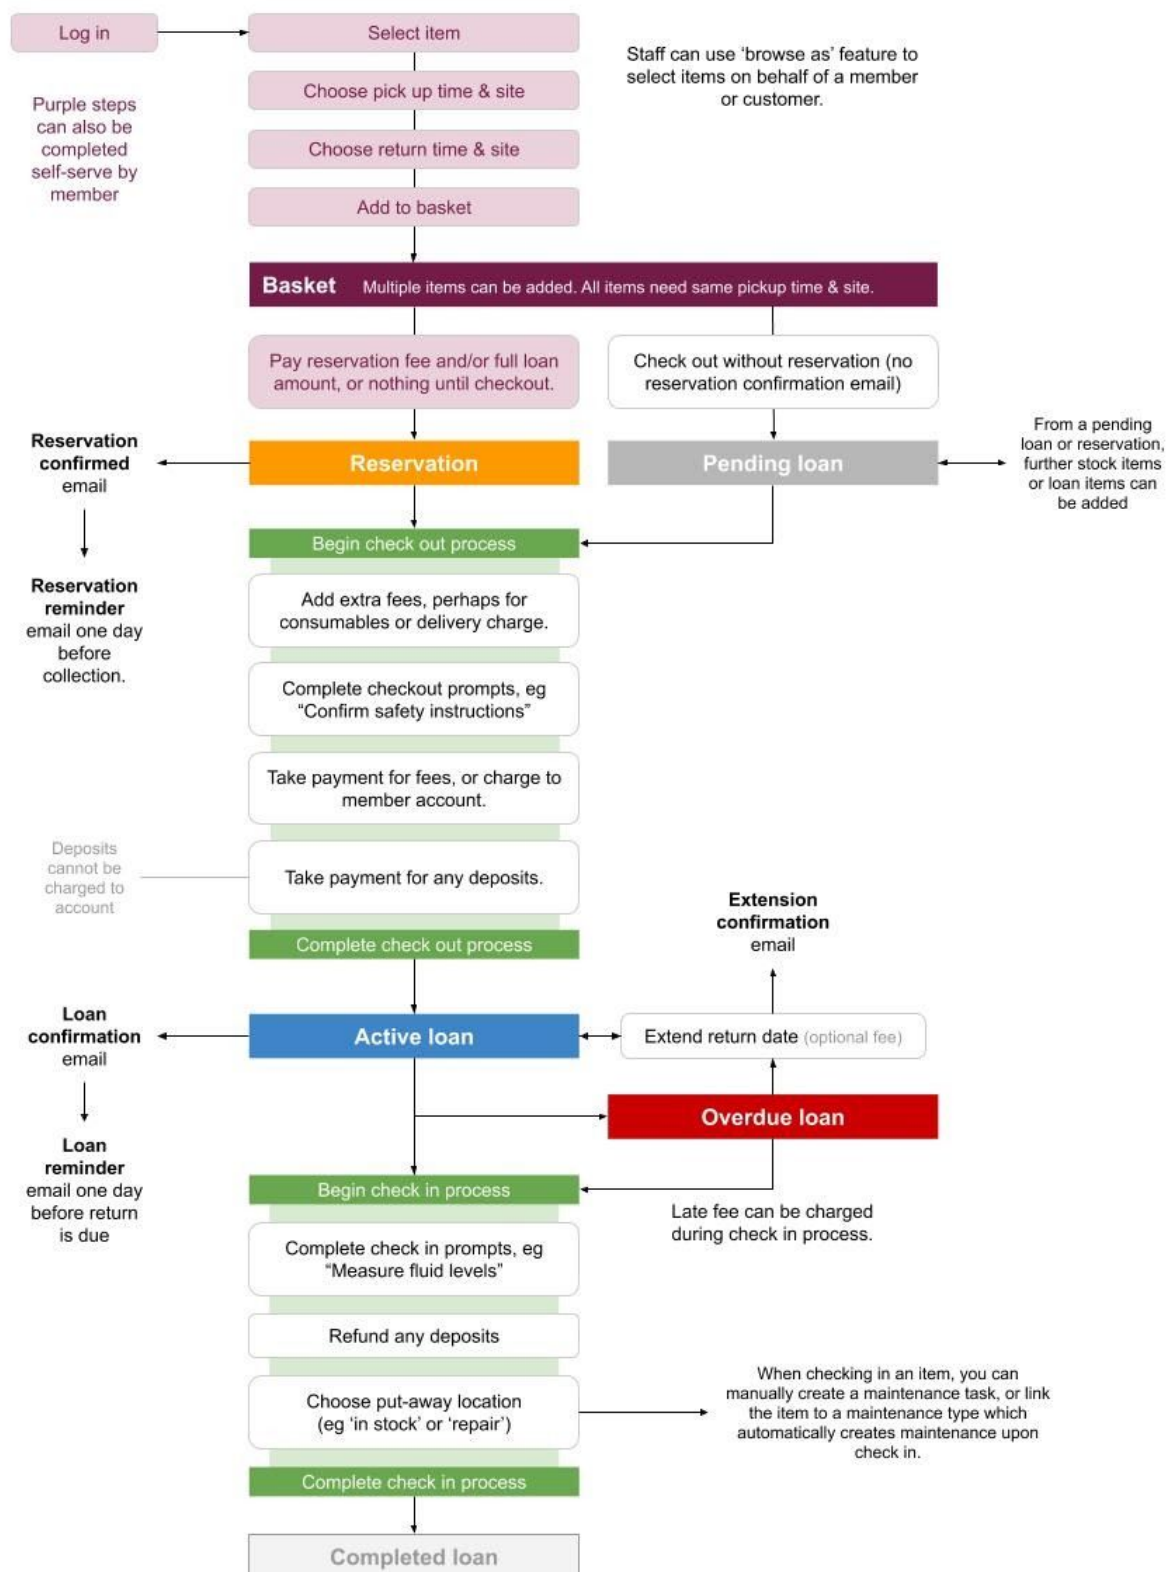 Log in
Select item
Staff can use ‘browse as’ feature to
select items on behalf of a member
or customer.
Choose pick up time & site
Purple steps
can also be
completed
self-serve by
member
Choose return time & site
Add to basket
Basket Multiple items can be added. All items need same pickup time & site.
Pay reservation fee and/or full loan
amount, or nothing until checkout.
Check out without reservation (no
reservation confirmation email)
Reservation
confirmed
email
Reservation
Pending loan
From a pending
loan or reservation,
further stock items
or loan items can
be added
Begin check out process
Reservation
reminder
email one day
before
collection.
Add extra fees, perhaps for
consumables or delivery charge.
Complete checkout prompts, eg
“Confirm safety instructions”
Take payment for fees, or charge to
member account.
Deposits
cannot be
charged to
account
Take payment for any deposits.
Extension
confirmation
email
Complete check out process
Loan
confirmation
email
Active loan
Extend return date (optional fee)
Overdue loan
Loan
reminder
email one day
before return
is due
Begin check in process
Late fee can be charged
during check in process.
Complete check in prompts, eg
“Measure fluid levels”
Refund any deposits
Choose put-away location
(eg ‘in stock’ or ‘repair’)
When checking in an item, you can
manually create a maintenance task, or link
the item to a maintenance type which
automatically creates maintenance upon
check in.
Complete check in process
Completed loan